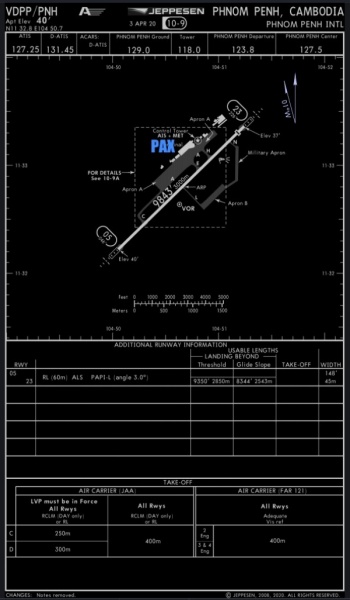 VDPP/PNH
JEPPESEN
PHNOM PENH, CAMBODIA
Apt Elev 40'
3 APR 20
10-9
PHNOM PENH INTL
N11 32.8 E104 50.7
ATIS
D-ATIS
ACARS:
PHNOM PENH Ground
Tower
PHNOM PENH Departure
PHNOM PENH Center
127.25
131.45
D-ATIS
129.0
118.0
123.8
127.5
104-50
104-51
Apron A
23
Control Tower
AIS + MET
Elev 37'
PAX
N
Military Apron
11-33
11-33
FOR DETAILS
See 10-9A
A
H
Apron A
9843'
3000m
ARP
Apron B
VOR
C
05
Elev 40'
11-32
11-32
Feet 0 1000 2000 3000 4000 5000
Meters 0 500 1000 1500
104-50
104-51
ADDITIONAL RUNWAY INFORMATION
USABLE LENGTHS
LANDING BEYOND
RWY
Threshold
Glide Slope
TAKE-OFF
WIDTH
05
23
RL (60m) ALS PAPI-L (angle 3.0°)
9350' 2850m
8344' 2543m
148'
45m
TAKE-OFF
AIR CARRIER (JAA)
AIR CARRIER (FAR 121)
LVP must be in Force
All Rwys
All Rwys
All Rwys
RCLM (DAY only)
or RL
RCLM (DAY only)
or RL
Adequate
Vis ref
C
250m
400m
2
Eng
400m
D
300m
3 & 4
Eng
CHANGES: Notes removed.
© JEPPESEN, 2008, 2020. ALL RIGHTS RESERVED.